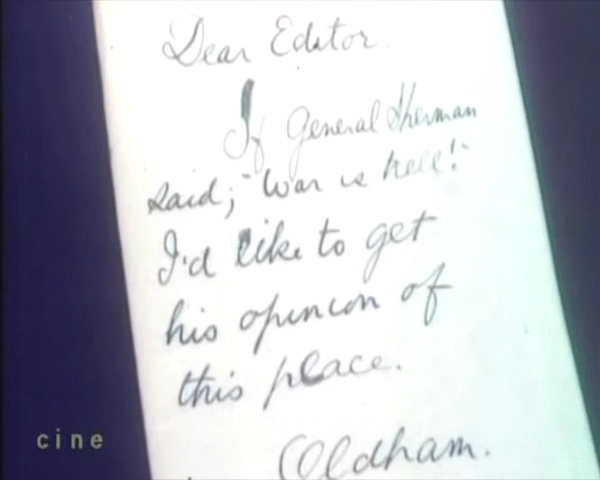 Dear Editor.
If General Sherman
said; "War is hell!"
I'd like to get
his opinion of
this place.
Oldham.
cine